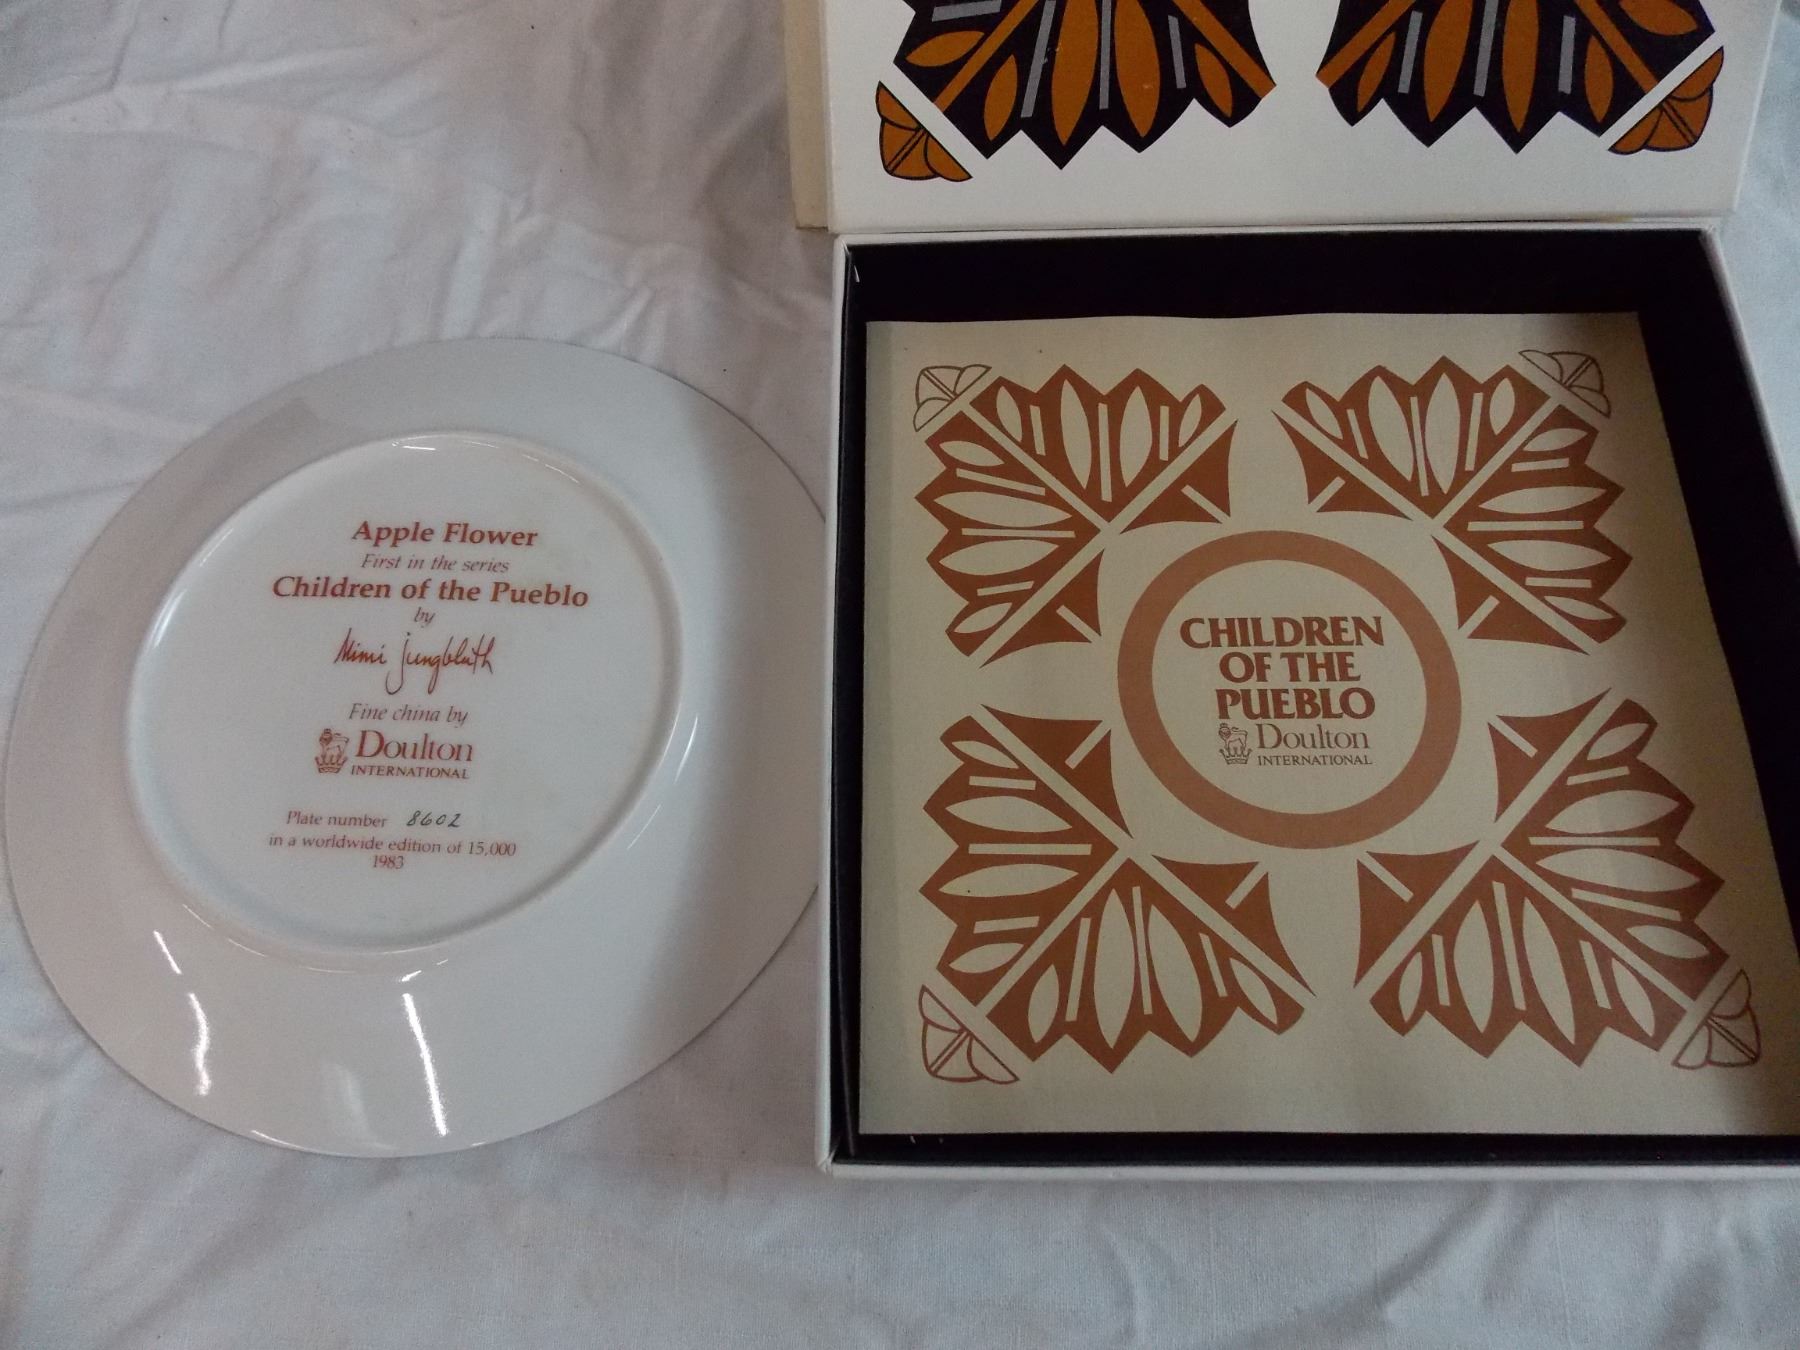 Apple Flower
First in the series
Children of the Pueblo
by
Mimi Jungbluth
Fine china by
Doulton
INTERNATIONAL
Plate number 8602
in a worldwide edition of 15,000
1983
CHILDREN
OF THE
PUEBLO
Doulton
INTERNATIONAL